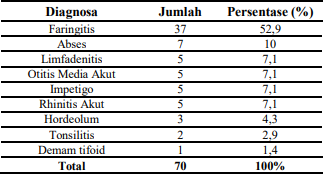 Diagnosa Jumlah Persentase (%)
Faringitis 37 52,9
Abses 7 10
Limfadenitis 5 7,1
Otitis Media Akut 5 7,1
Impetigo 5 7,1
Rhinitis Akut 5 7,1
Hordeolum 3 4,3
Tonsilitis 2 2,9
Demam tifoid 1 1,4
Total 70 100%